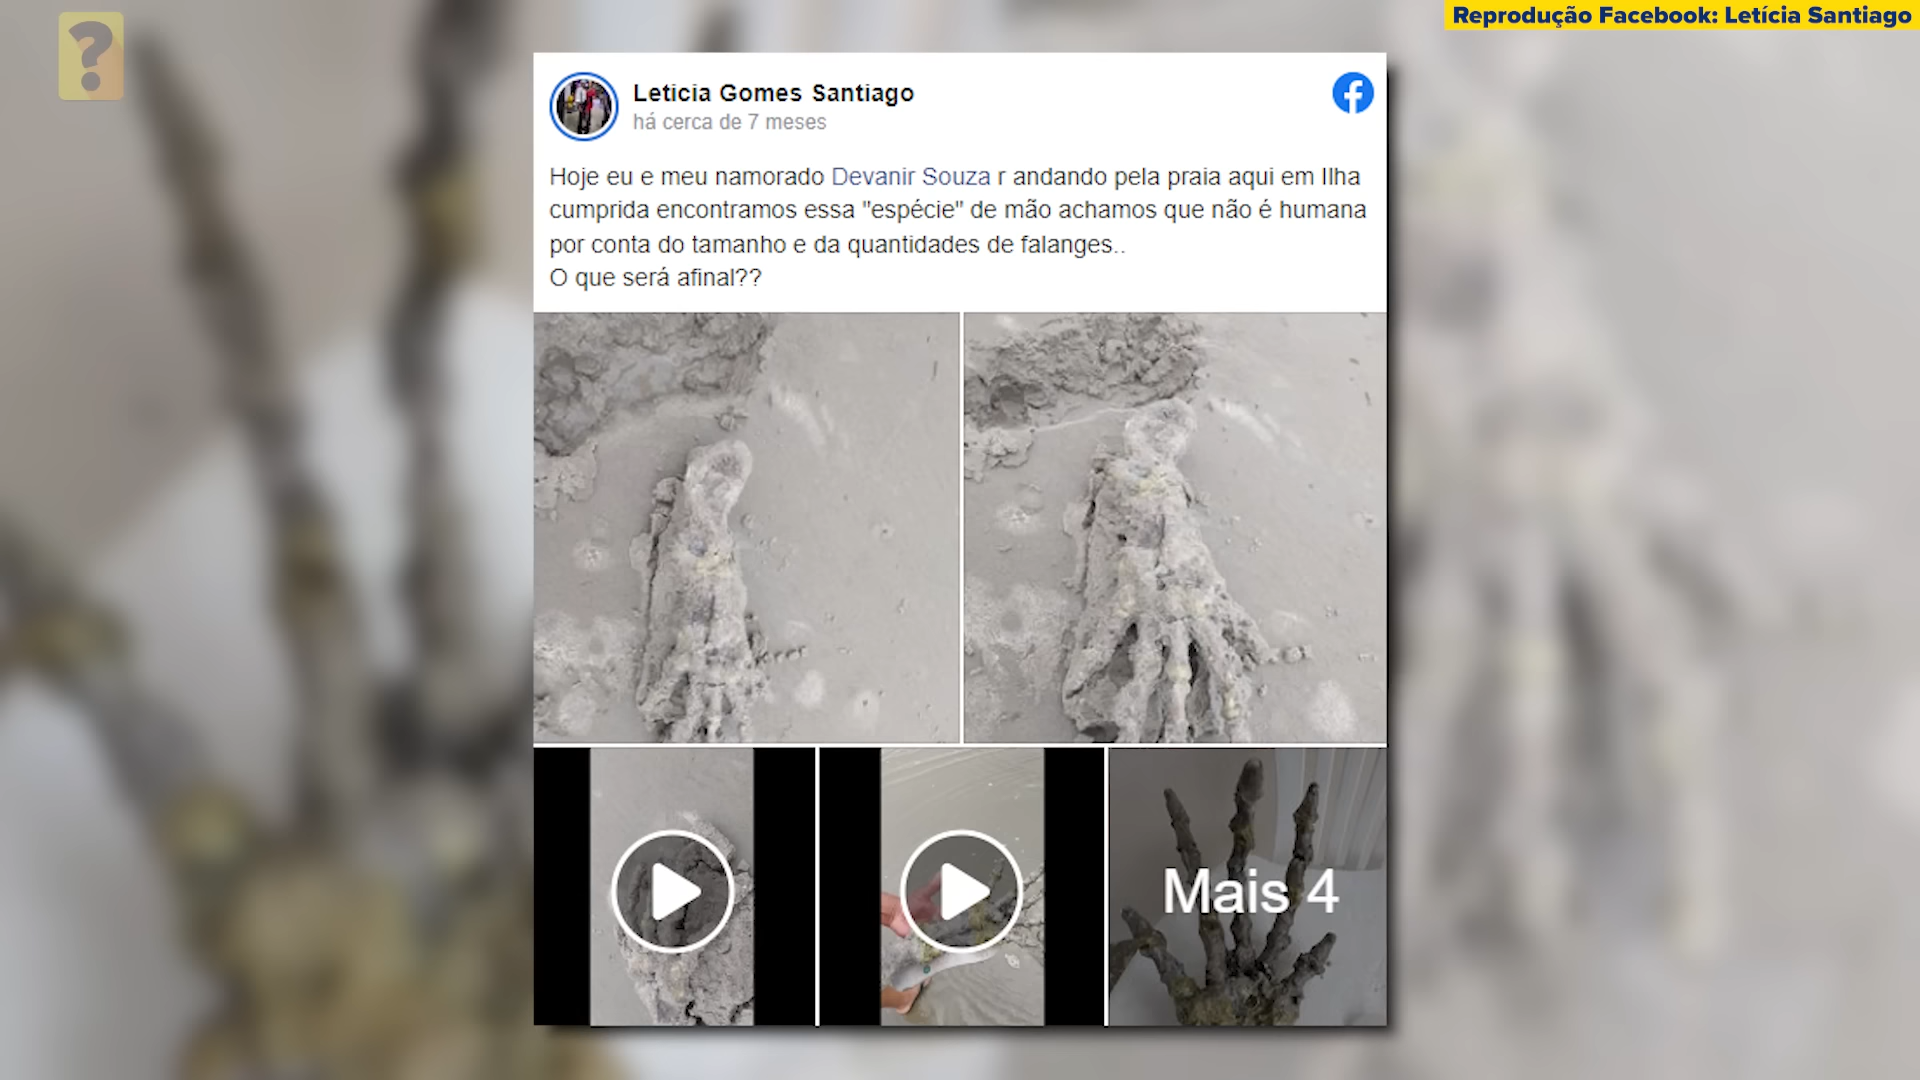 Reprodução Facebook: Letícia Santiago
Leticia Gomes Santiago
há cerca de 7 meses
Hoje eu e meu namorado Devanir Souza r andando pela praia aqui em Ilha
cumprida encontramos essa "espécie" de mão achamos que não é humana
por conta do tamanho e da quantidades de falanges..
O que será afinal??
Mais 4
?